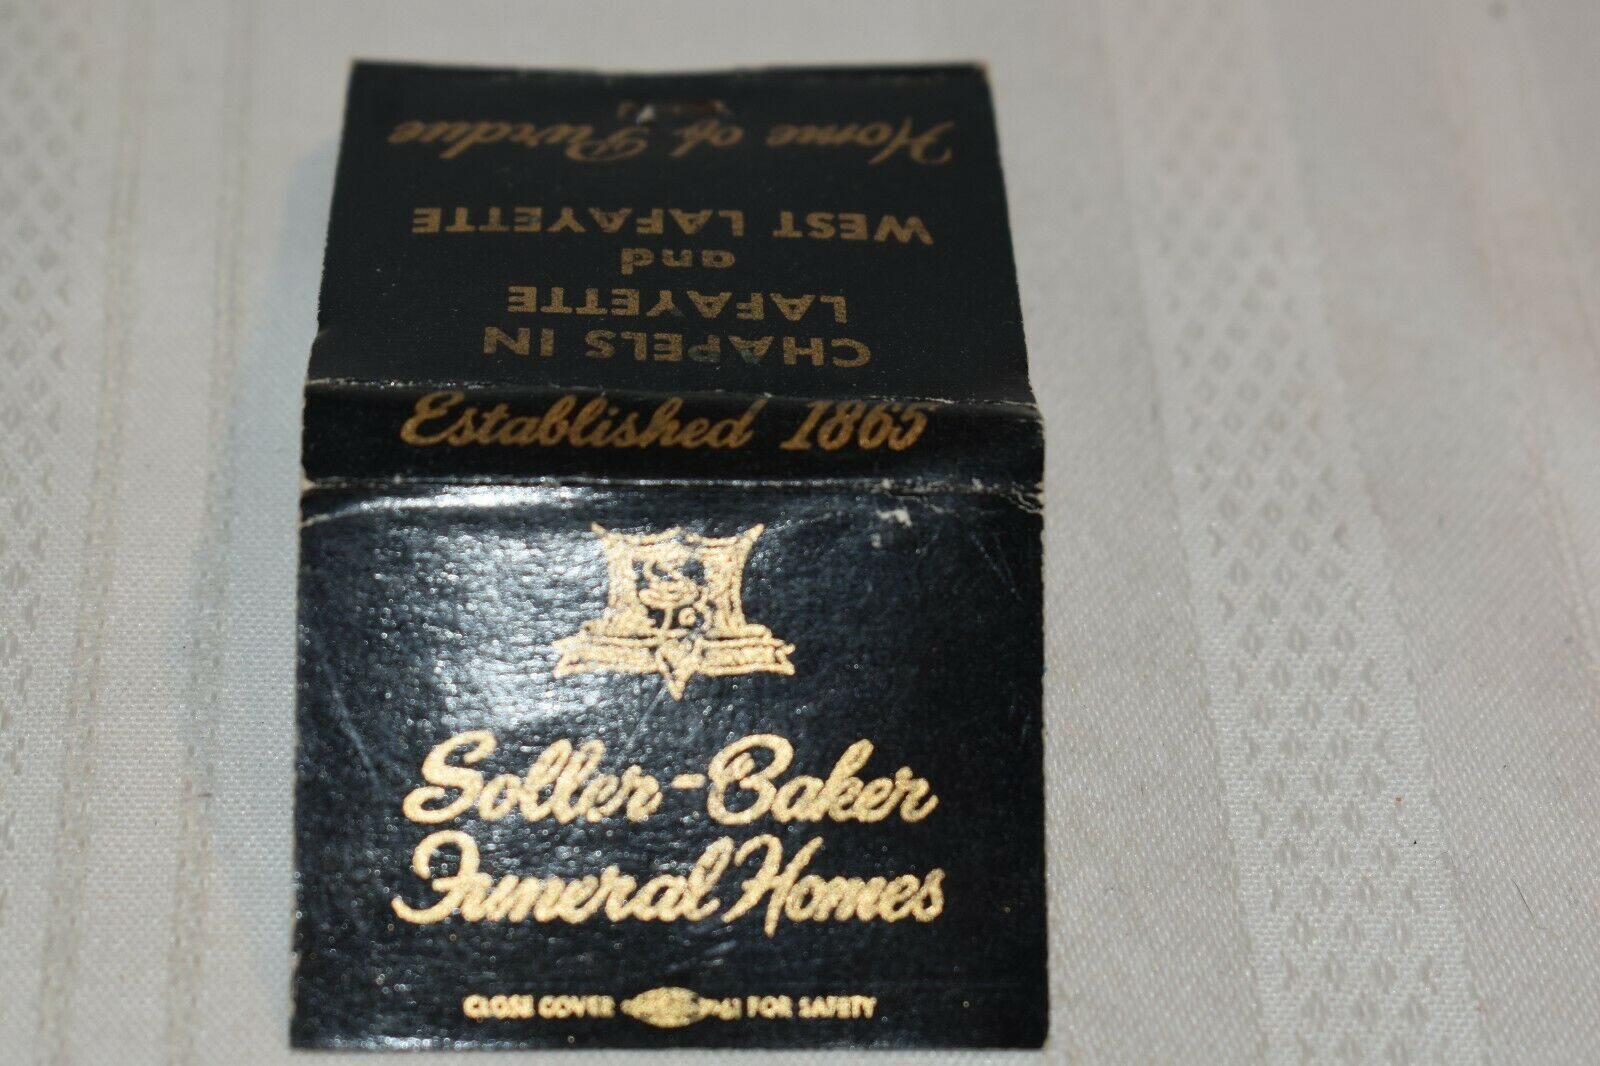 Home of Purdue
WEST LAFAYETTE
and
LAFAYETTE
CHAPELS IN
Established 1865
Soller-Baker
Funeral Homes
CLOSE COVER FOR SAFETY